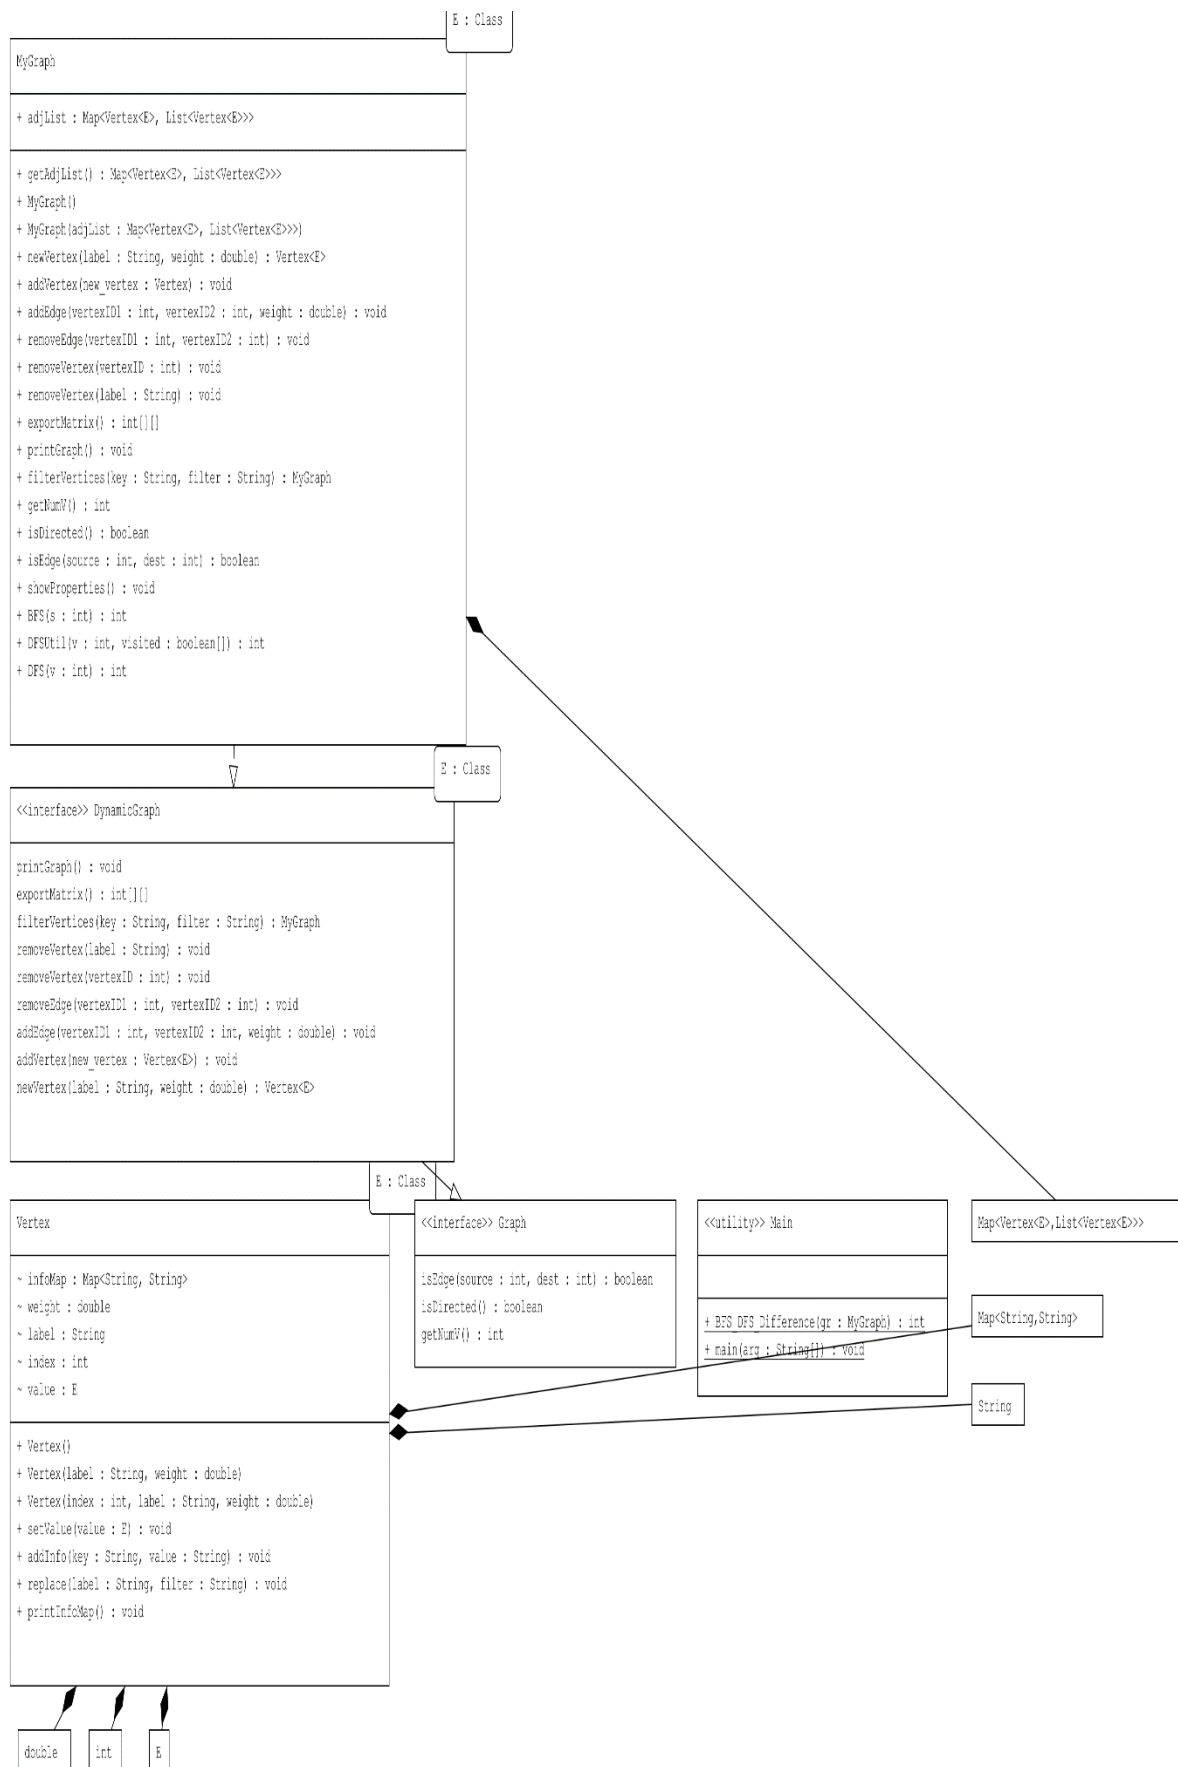 E : Class
MyGraph
+ adjList : Map<Vertex<E>, List<Vertex<E>>>
+ getAdjList() : Map<Vertex<E>, List<Vertex<E>>>
+ MyGraph()
+ MyGraph(adjList : Map<Vertex<E>, List<Vertex<E>>>)
+ newVertex(label : String, weight : double) : Vertex<E>
+ addVertex(new_vertex : Vertex) : void
+ addEdge(vertexID1 : int, vertexID2 : int, weight : double) : void
+ removeEdge(vertexID1 : int, vertexID2 : int) : void
+ removeVertex(vertexID : int) : void
+ removeVertex(label : String) : void
+ exportMatrix() : int[][]
+ printGraph() : void
+ filterVertices(key : String, filter : String) : MyGraph
+ getNumV() : int
+ isDirected() : boolean
+ isEdge(source : int, dest : int) : boolean
+ showProperties() : void
+ BFS(s : int) : int
+ DFSUtil(v : int, visited : boolean[]) : int
+ DFS(v : int) : int
E : Class
<<interface>> DynamicGraph
printGraph() : void
exportMatrix() : int[][]
filterVertices(key : String, filter : String) : MyGraph
removeVertex(label : String) : void
removeVertex(vertexID : int) : void
removeEdge(vertexID1 : int, vertexID2 : int) : void
addEdge(vertexID1 : int, vertexID2 : int, weight : double) : void
addVertex(new_vertex : Vertex<E>) : void
newVertex(label : String, weight : double) : Vertex<E>
E : Class
Vertex
~ infoMap : Map<String, String>
~ weight : double
~ label : String
~ index : int
~ value : E
+ Vertex()
+ Vertex(label : String, weight : double)
+ Vertex(index : int, label : String, weight : double)
+ setValue(value : E) : void
+ addInfo(key : String, value : String) : void
+ replace(label : String, filter : String) : void
+ printInfoMap() : void
<<interface>> Graph
isEdge(source : int, dest : int) : boolean
isDirected() : boolean
getNumV() : int
<<utility>> Main
+ BFS_DFS_Difference(gr : MyGraph) : int
+ main(arg : String[]) : void
Map<Vertex<E>,List<Vertex<E>>>
Map<String,String>
String
double
int
E